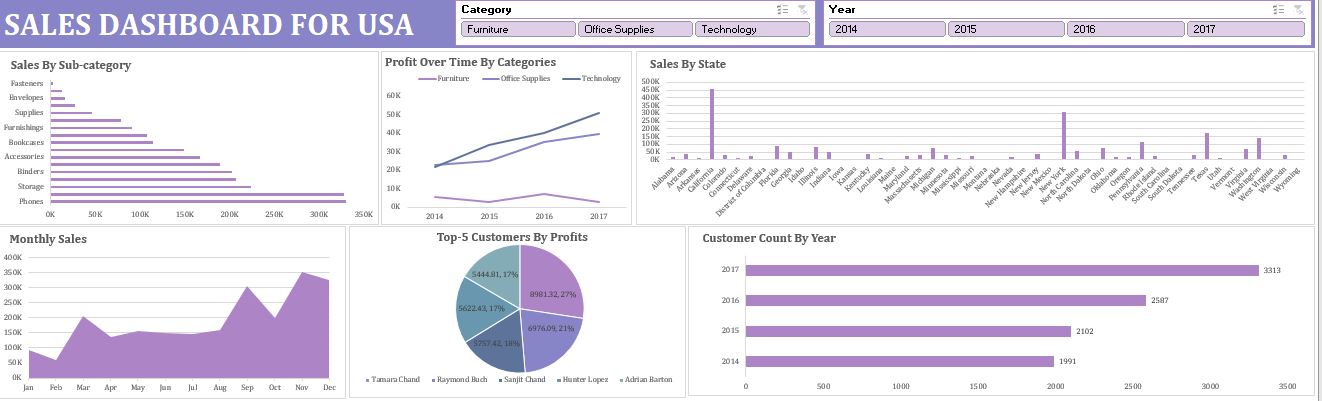 SALES DASHBOARD FOR USA
Category
Furniture
Office Supplies
Technology
Year
2014
2015
2016
2017
Sales By Sub-category
Fasteners
Envelopes
Supplies
Furnishings
Bookcases
Accessories
Binders
Storage
Phones
0K 50K 100K 150K 200K 250K 300K 350K
Profit Over Time By Categories
Furniture Office Supplies Technology
60K
50K
40K
30K
20K
10K
0K
2014 2015 2016 2017
Sales By State
500K
450K
400K
350K
300K
250K
200K
150K
100K
50K
0K
Alabama
Arizona
Arkansas
California
Colorado
Connecticut
Delaware
District of Columbia
Florida
Georgia
Idaho
Illinois
Indiana
Iowa
Kansas
Kentucky
Louisiana
Maine
Maryland
Massachusetts
Michigan
Minnesota
Mississippi
Missouri
Montana
Nebraska
Nevada
New Hampshire
New Jersey
New Mexico
New York
North Carolina
North Dakota
Ohio
Oklahoma
Oregon
Pennsylvania
Rhode Island
South Carolina
South Dakota
Tennessee
Texas
Utah
Vermont
Virginia
Washington
West Virginia
Wisconsin
Wyoming
Monthly Sales
400K
350K
300K
250K
200K
150K
100K
50K
0K
Jan Feb Mar Apr May Jun Jul Aug Sep Oct Nov Dec
Top-5 Customers By Profits
5444.81, 17%
8981.32, 27%
5622.43, 17%
6976.09, 21%
5757.42, 18%
Tamara Chand Raymond Buch Sanjit Chand Hunter Lopez Adrian Barton
Customer Count By Year
2017 3313
2016 2587
2015 2102
2014 1991
0 500 1000 1500 2000 2500 3000 3500